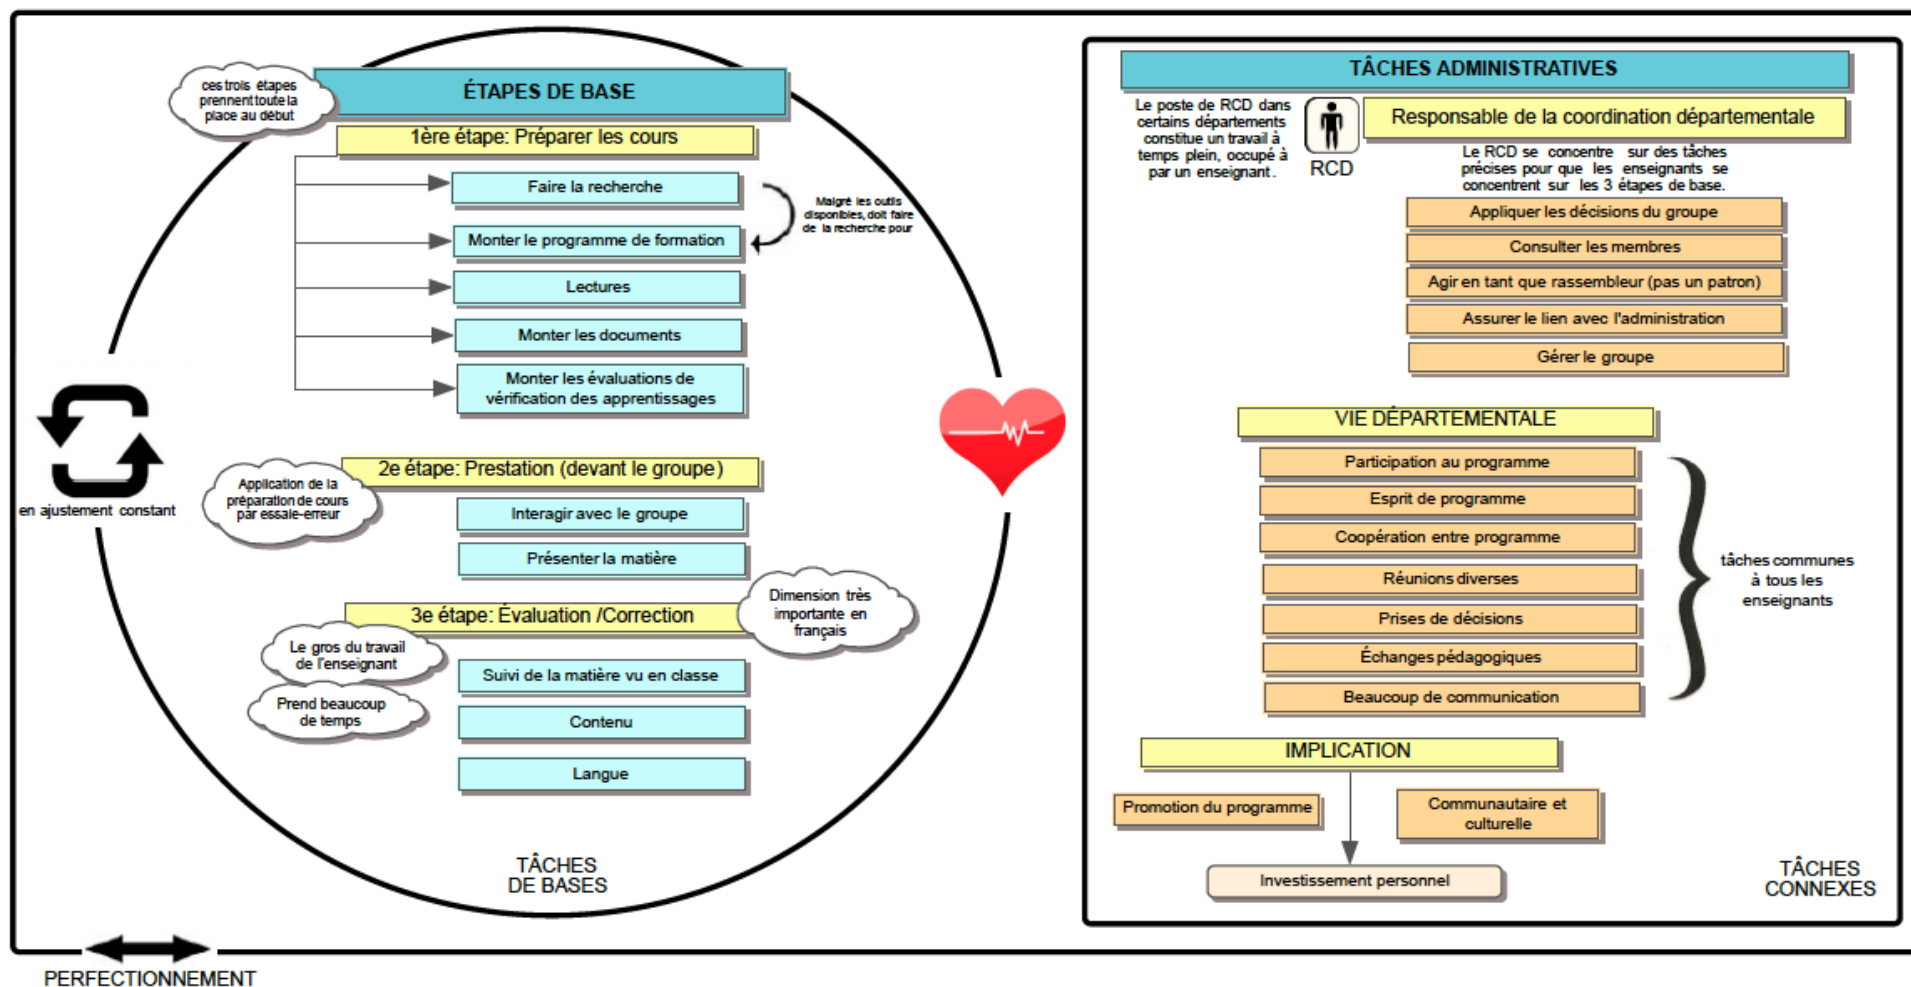 ces trois étapes
prennent toute la
place au début
ÉTAPES DE BASE
1ère étape: Préparer les cours
Faire la recherche
Malgré les outils
disponibles, doit faire
de la recherche pour
Monter le programme de formation
Lectures
Monter les documents
Monter les évaluations de
vérification des apprentissages
en ajustement constant
2e étape: Prestation (devant le groupe)
Application de la
préparation de cours
par essaie-erreur
Interagir avec le groupe
Présenter la matière
3e étape: Évaluation /Correction
Dimension très
importante en
français
Le gros du travail
de l'enseignant
Prend beaucoup
de temps
Suivi de la matière vu en classe
Contenu
Langue
TÂCHES
DE BASES
TÂCHES ADMINISTRATIVES
Le poste de RCD dans
certains départements
constitue un travail à
temps plein, occupé à
par un enseignant.
RCD
Responsable de la coordination départementale
Le RCD se concentre sur des tâches
précises pour que les enseignants se
concentrent sur les 3 étapes de base.
Appliquer les décisions du groupe
Consulter les membres
Agir en tant que rassembleur (pas un patron)
Assurer le lien avec l'administration
Gérer le groupe
VIE DÉPARTEMENTALE
Participation au programme
Esprit de programme
Coopération entre programme
Réunions diverses
Prises de décisions
Échanges pédagogiques
Beaucoup de communication
tâches communes
à tous les
enseignants
IMPLICATION
Promotion du programme
Communautaire et
culturelle
Investissement personnel
TÂCHES
CONNEXES
PERFECTIONNEMENT